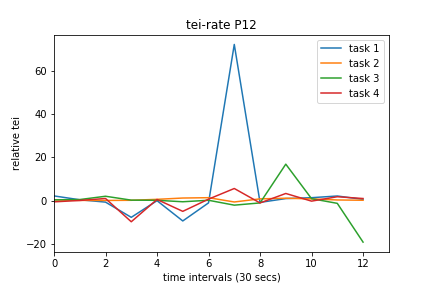 tei-rate P12
task 1
task 2
task 3
task 4
relative tei
60
40
20
0
−20
0 2 4 6 8 10 12
time intervals (30 secs)